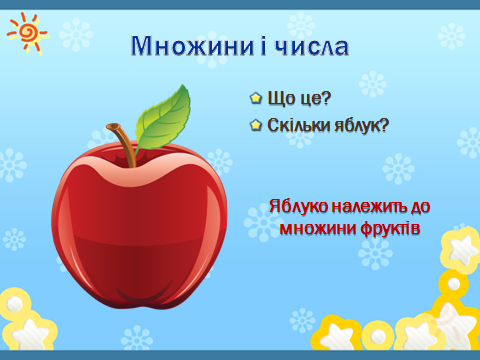 Множини і числа
Що це?
Скільки яблук?
Яблуко належить до
множини фруктів